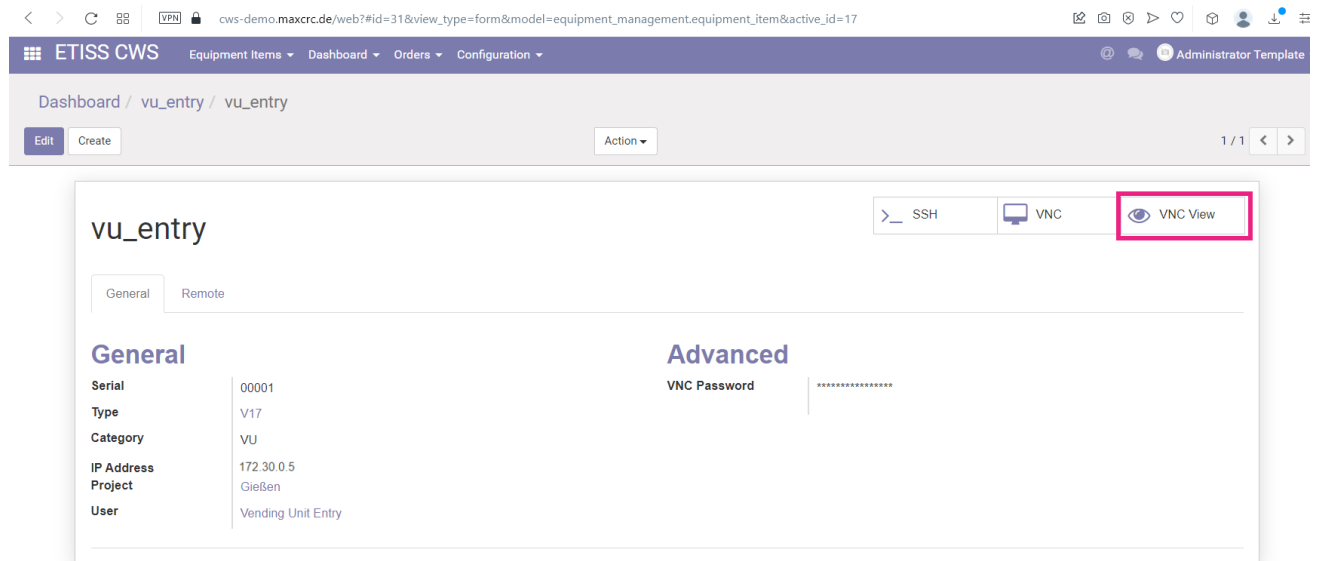 VPN cws-demo.maxcrc.de/web?#id=31&view_type=form&model=equipment_management.equipment_item&active_id=17
ETISS CWS Equipment Items Dashboard Orders Configuration @ Administrator Template
Dashboard / vu_entry / vu_entry
Edit Create Action 1 / 1
vu_entry
>_ SSH VNC VNC View
General Remote
General Advanced
Serial 00001 VNC Password ****************
Type V17
Category VU
IP Address 172.30.0.5
Project Gießen
User Vending Unit Entry